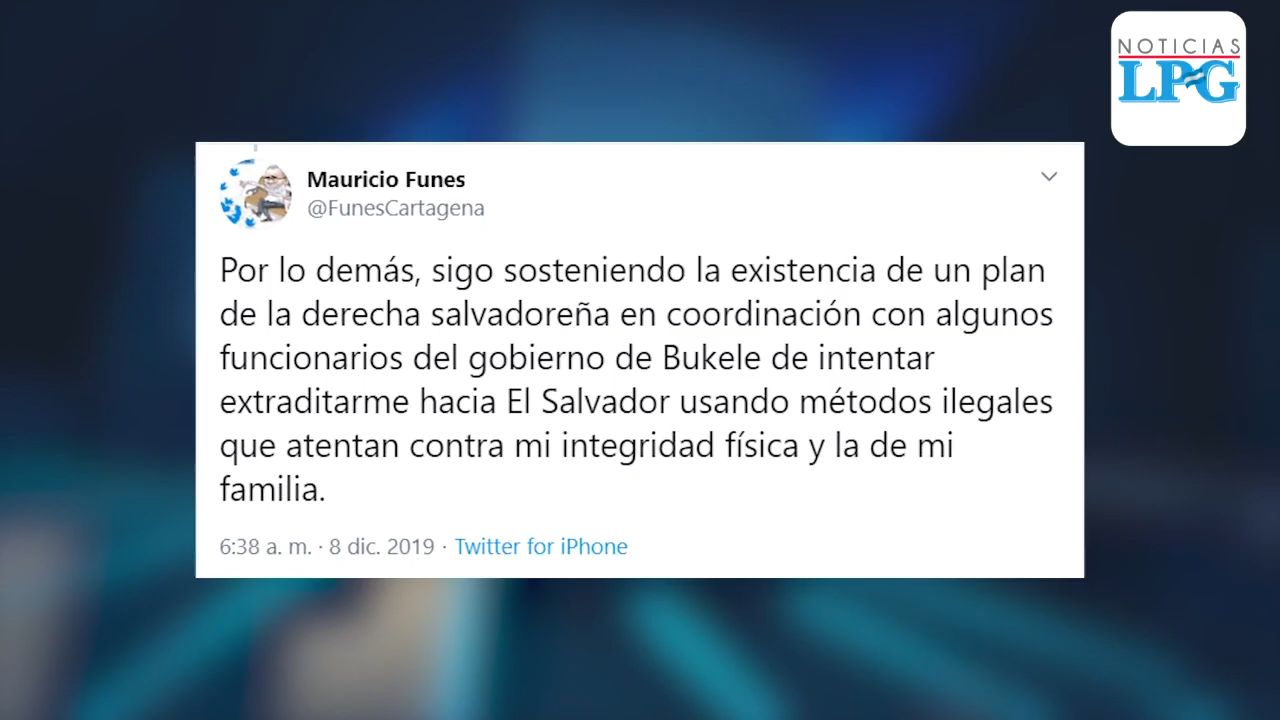 NOTICIAS
LPG
Mauricio Funes
@FunesCartagena
Por lo demás, sigo sosteniendo la existencia de un plan
de la derecha salvadoreña en coordinación con algunos
funcionarios del gobierno de Bukele de intentar
extraditarme hacia El Salvador usando métodos ilegales
que atentan contra mi integridad física y la de mi
familia.
6:38 a. m. · 8 dic. 2019 · Twitter for iPhone